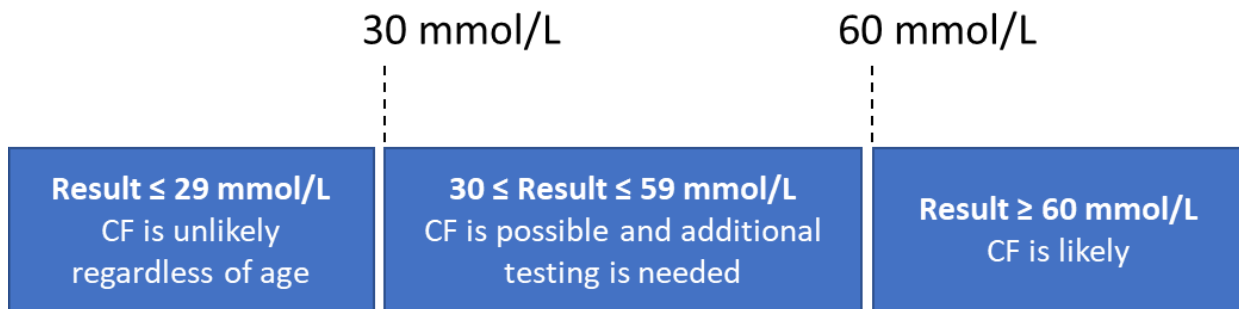 30 mmol/L
60 mmol/L
Result ≤ 29 mmol/L
CF is unlikely
regardless of age
30 ≤ Result ≤ 59 mmol/L
CF is possible and additional
testing is needed
Result ≥ 60 mmol/L
CF is likely